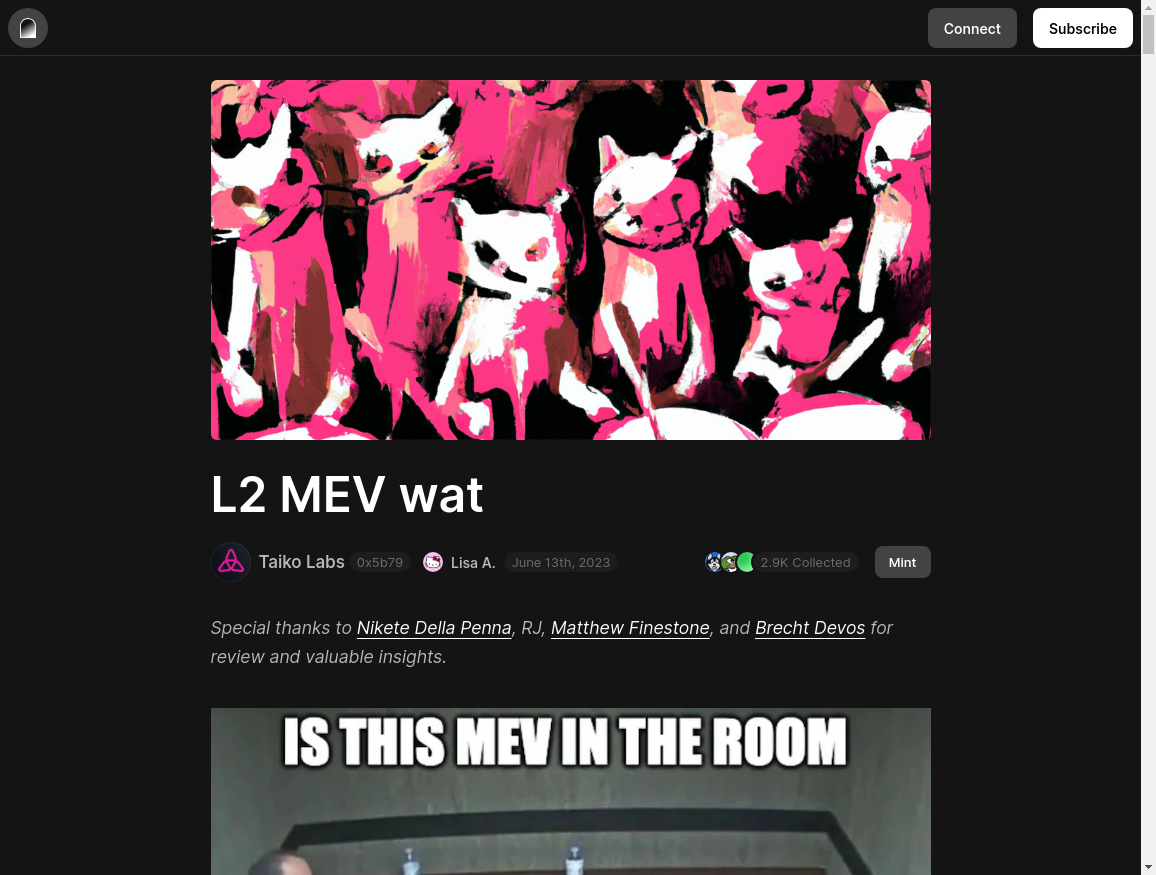 Connect
Subscribe
L2 MEV wat
Taiko Labs 0x5b79 Lisa A. June 13th, 2023 2.9K Collected Mint
Special thanks to Nikete Della Penna, RJ, Matthew Finestone, and Brecht Devos for
review and valuable insights.
IS THIS MEV IN THE ROOM